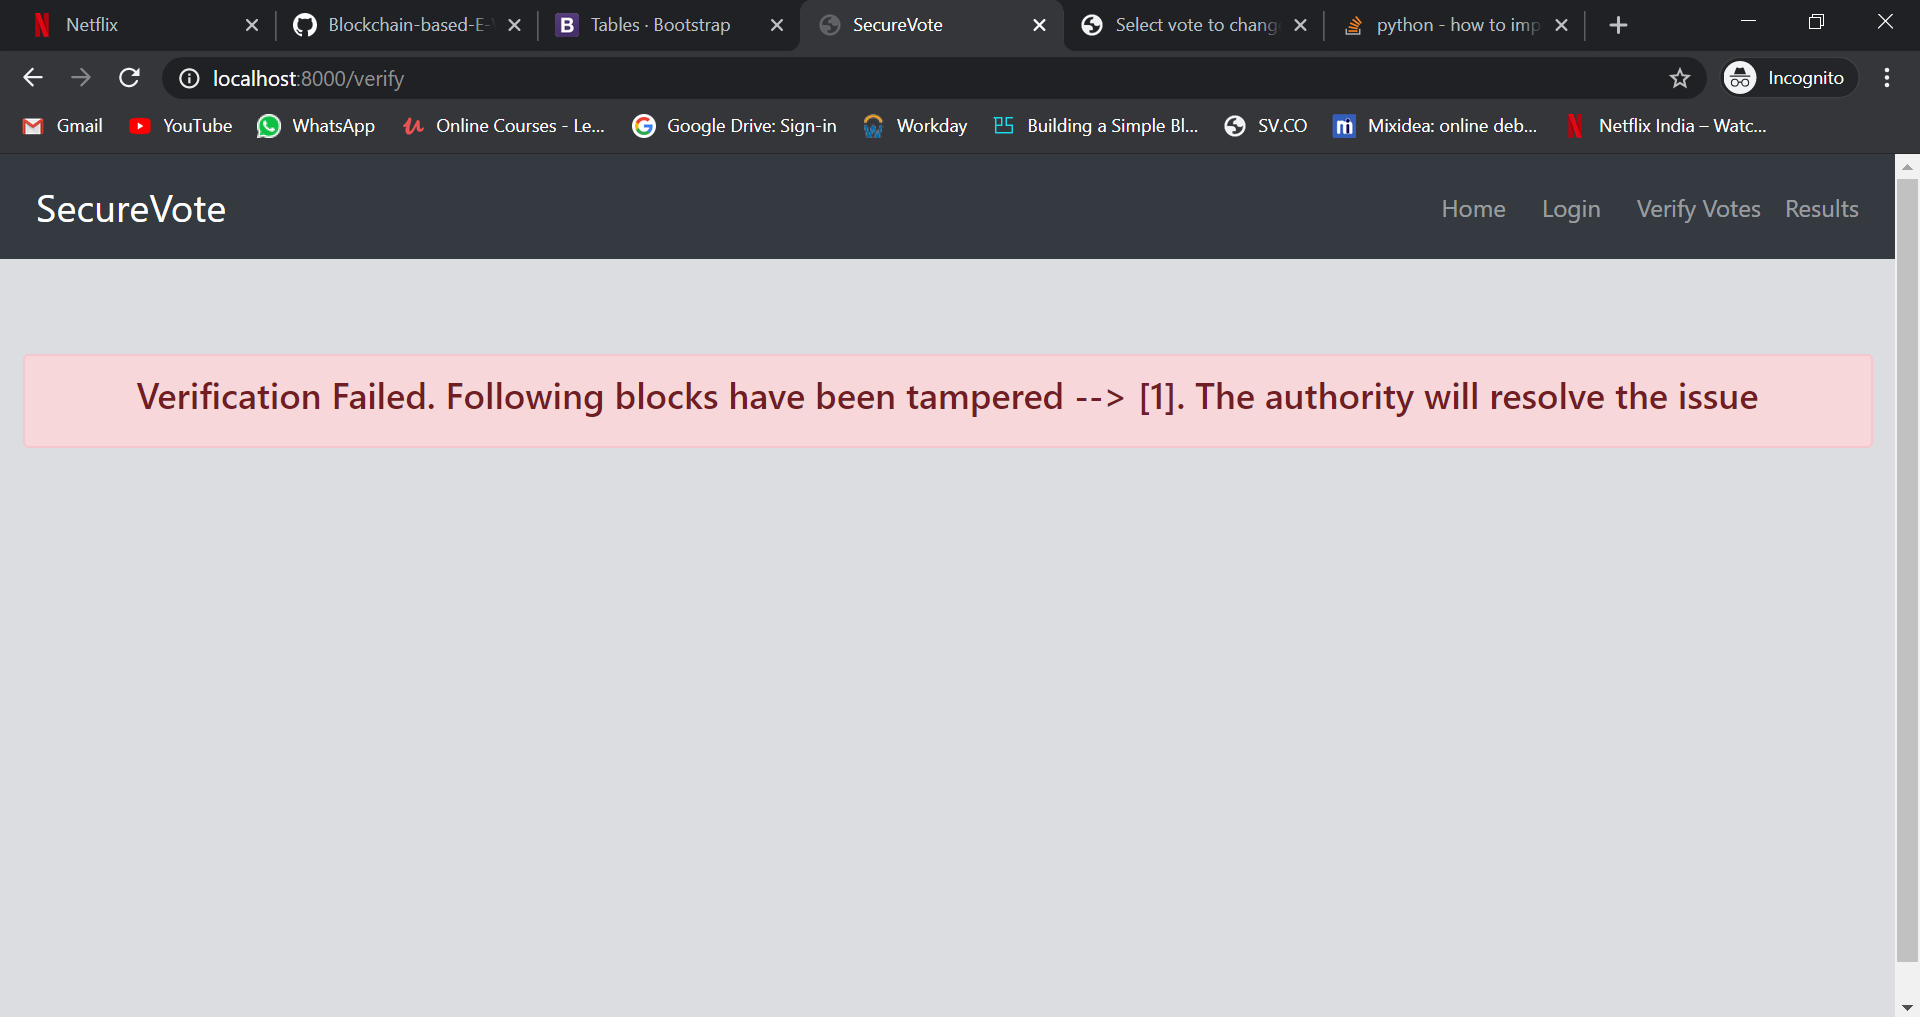 Netflix
Blockchain-based-E-
Tables · Bootstrap
SecureVote
Select vote to chang
python - how to imp
localhost:8000/verify
Incognito
Gmail
YouTube
WhatsApp
Online Courses - Le...
Google Drive: Sign-in
Workday
Building a Simple Bl...
SV.CO
Mixidea: online deb...
Netflix India – Watc...
SecureVote
Home
Login
Verify Votes
Results
Verification Failed. Following blocks have been tampered --> [1]. The authority will resolve the issue